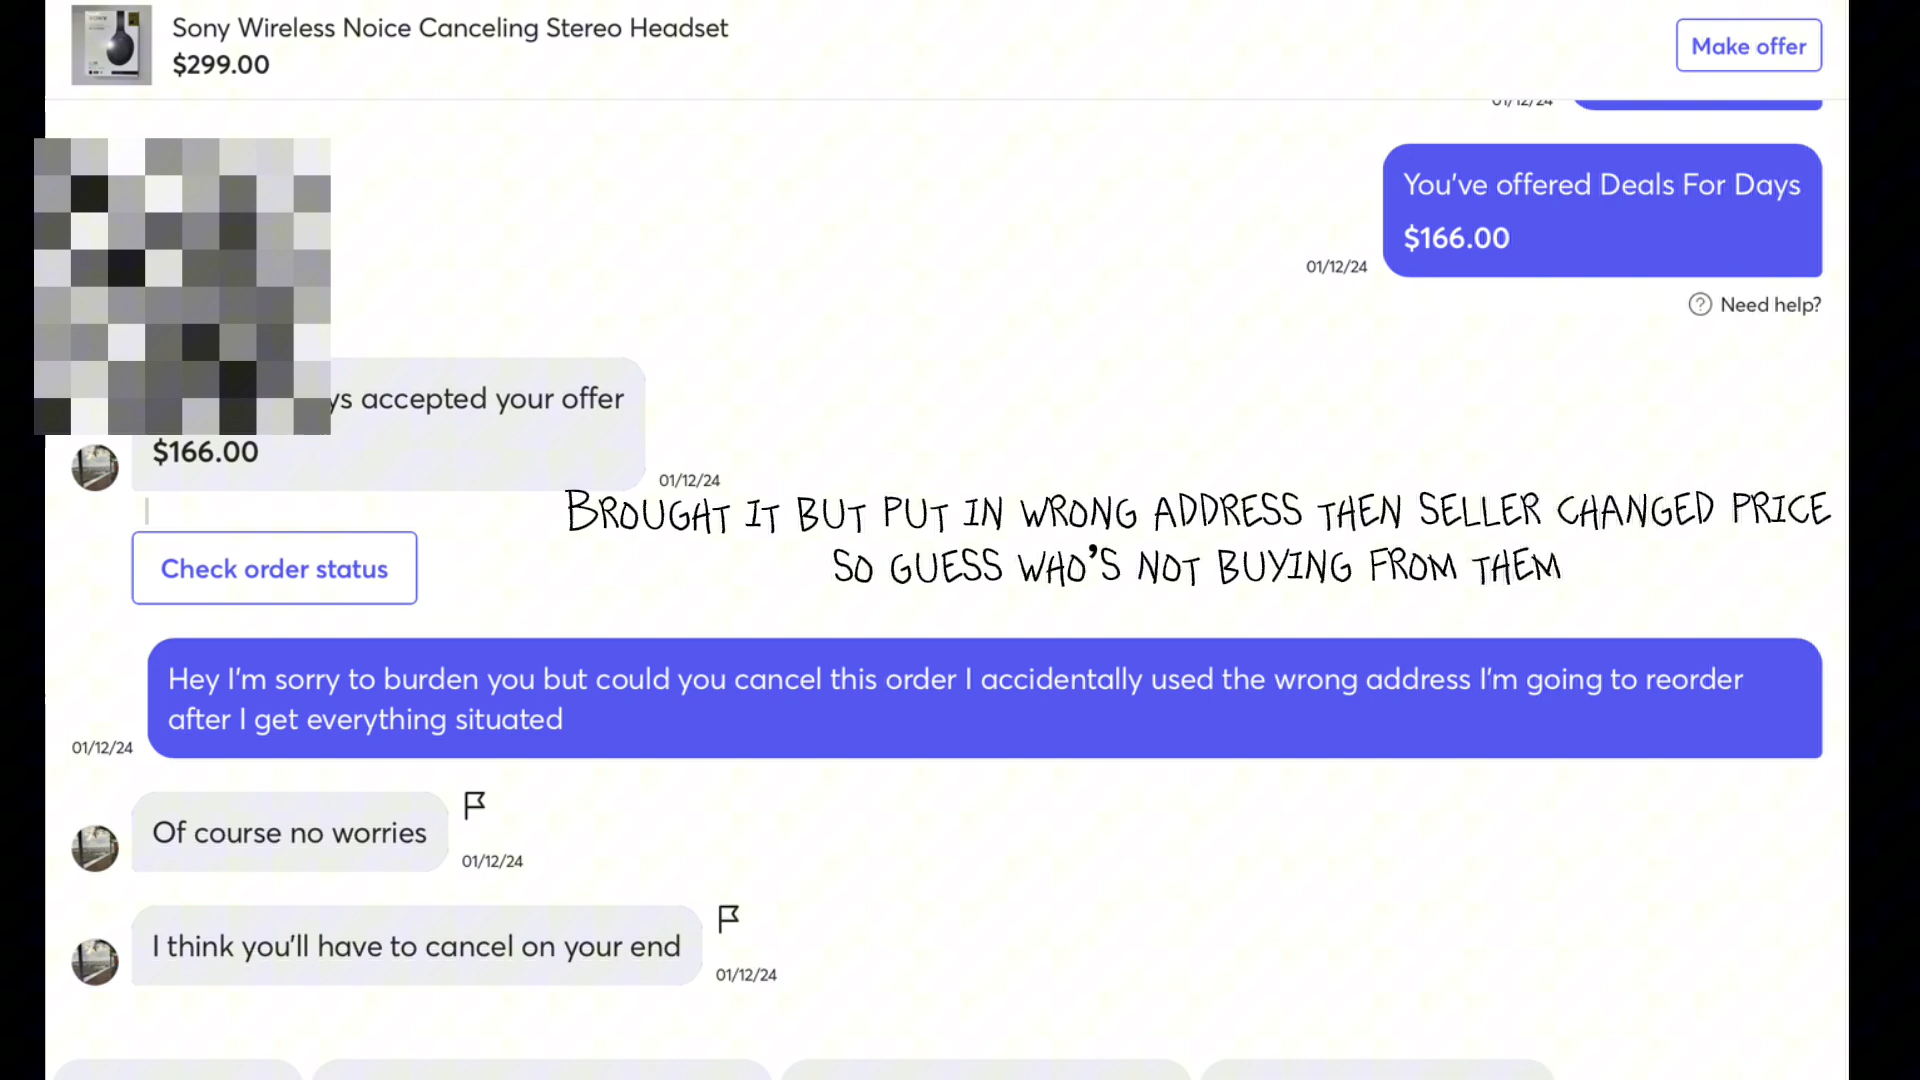 Sony Wireless Noice Canceling Stereo Headset
$299.00
Make offer
01/12/24
You've offered Deals For Days
$166.00
01/12/24
Need help?
ys accepted your offer
$166.00
01/12/24
BROUGHT IT BUT PUT IN WRONG ADDRESS THEN SELLER CHANGED PRICE
SO GUESS WHO'S NOT BUYING FROM THEM
Check order status
Hey I'm sorry to burden you but could you cancel this order I accidentally used the wrong address I'm going to reorder
after I get everything situated
01/12/24
Of course no worries
01/12/24
I think you'll have to cancel on your end
01/12/24